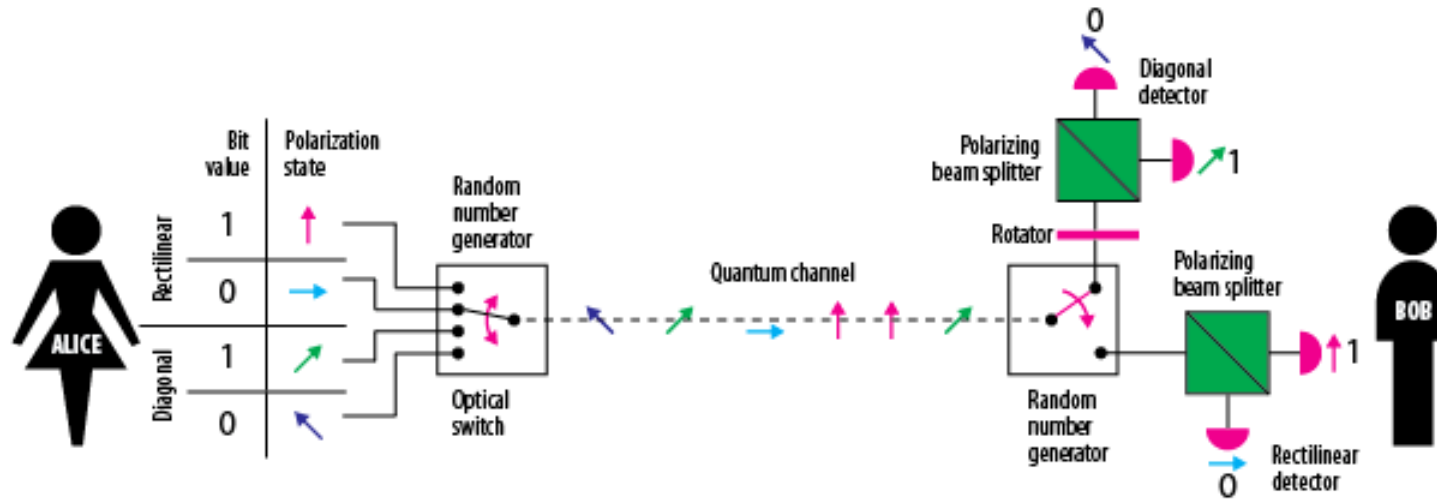 Bit
value
Polarization
state
Rectilinear
1
0
Diagonal
1
0
ALICE
Random
number
generator
Optical
switch
Quantum channel
0
Diagonal
detector
Polarizing
beam splitter
1
Rotator
Random
number
generator
Polarizing
beam splitter
1
0
Rectilinear
detector
BOB